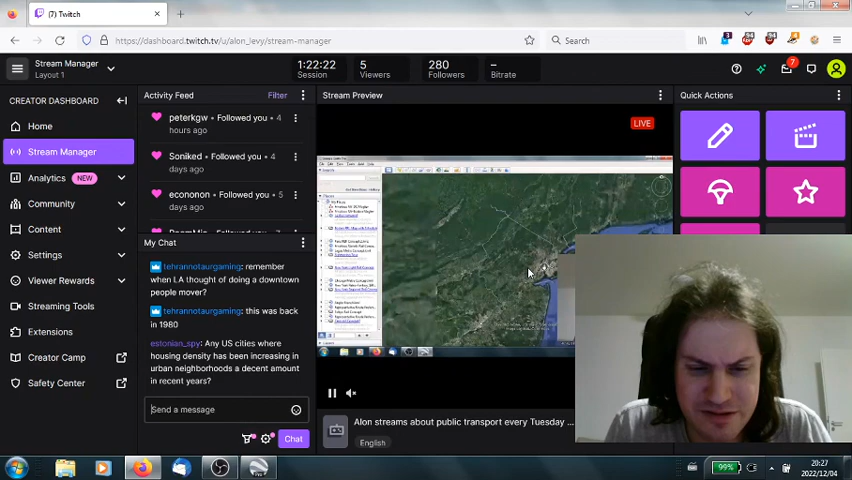 (7) Twitch
https://dashboard.twitch.tv/u/alon_levy/stream-manager
Search
Stream Manager
Layout 1
1:22:22
Session
5
Viewers
280
Followers
–
Bitrate
7
CREATOR DASHBOARD
Home
Stream Manager
Analytics NEW
Community
Content
Settings
Viewer Rewards
Streaming Tools
Extensions
Creator Camp
Safety Center
Activity Feed
Filter
peterkgw • Followed you • 4
hours ago
Soniked • Followed you • 4
days ago
econonon • Followed you • 5
days ago
My Chat
tehrannotaurgaming: remember
when LA thought of doing a downtown
people mover?
tehrannotaurgaming: this was back
in 1980
estonian_spy: Any US cities where
housing density has been increasing in
urban neighborhoods a decent amount
in recent years?
Send a message
Chat
Stream Preview
LIVE
Alon streams about public transport every Tuesday ...
English
Quick Actions
99%
20:27
2022/12/04